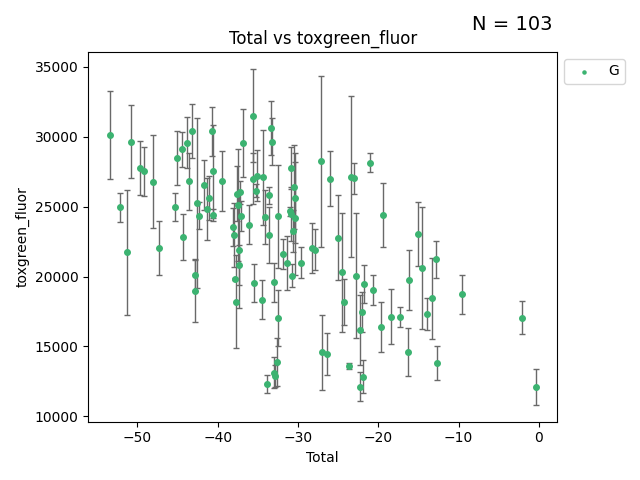 N = 103
Total vs toxgreen_fluor
G
toxgreen_fluor
35000
30000
25000
20000
15000
10000
−50 −40 −30 −20 −10 0
Total